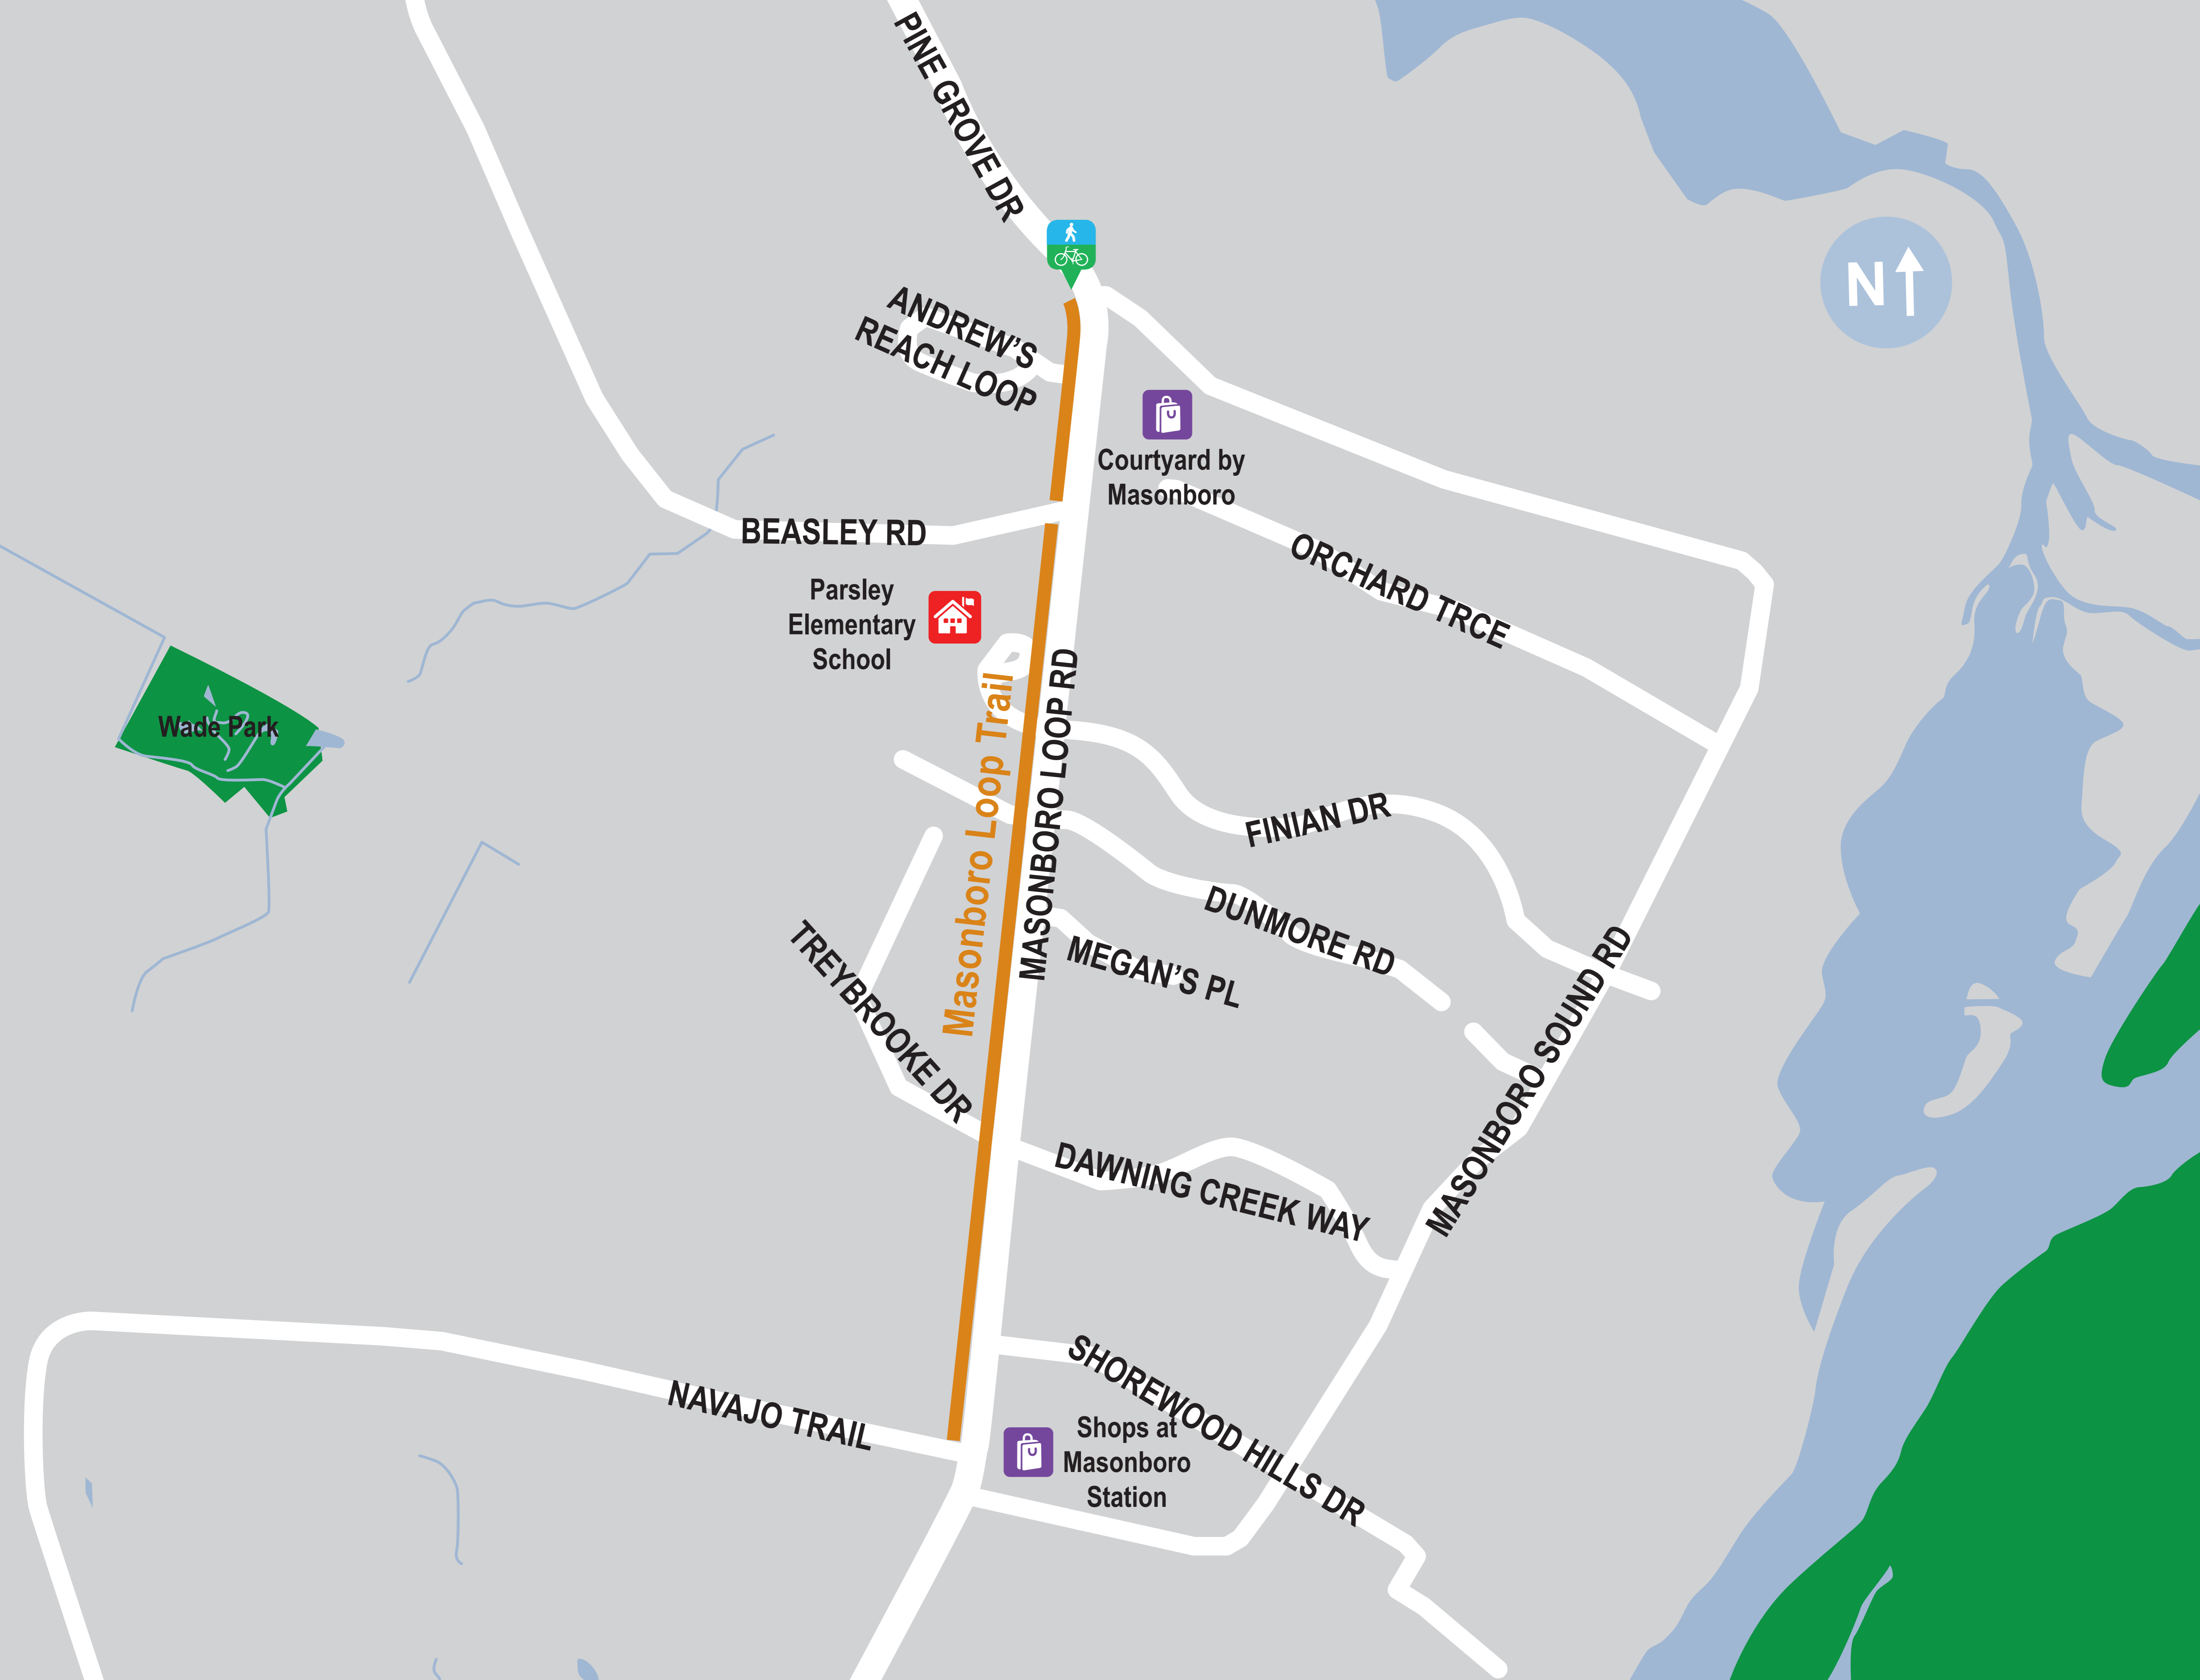 PINE GROVE DR
N
ANDREW'S
REACH LOOP
Courtyard by
Masonboro
BEASLEY RD
ORCHARD TRCE
Parsley
Elementary
School
MASONBORO LOOP RD
Masonboro Loop Trail
Wade Park
FINIAN DR
DUNMORE RD
MEGAN'S PL
TREYBROOKE DR
MASONBORO SOUND RD
DAWNING CREEK WAY
SHOREWOOD HILLS DR
NAVAJO TRAIL
Shops at
Masonboro
Station